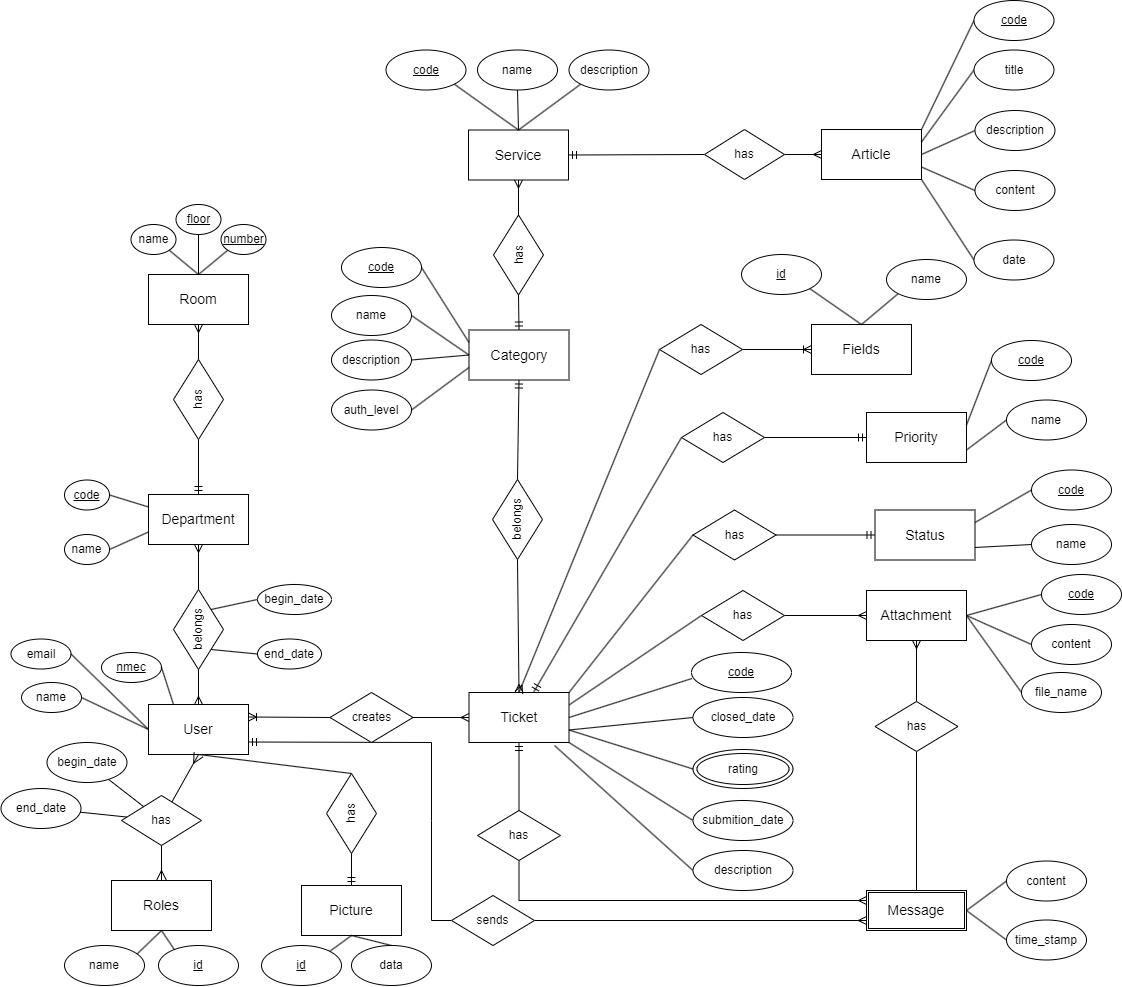 code
title
description
content
date
Article
has
code
name
description
Service
has
floor
name
number
Room
has
code
name
description
auth_level
Category
id
name
Fields
has
code
name
Priority
has
code
name
Status
has
code
content
file_name
Attachment
has
belongs
code
name
Department
begin_date
end_date
belongs
email
nmec
name
User
creates
Ticket
code
closed_date
rating
submition_date
description
has
begin_date
end_date
has
has
has
Roles
name
id
Picture
id
data
sends
Message
content
time_stamp